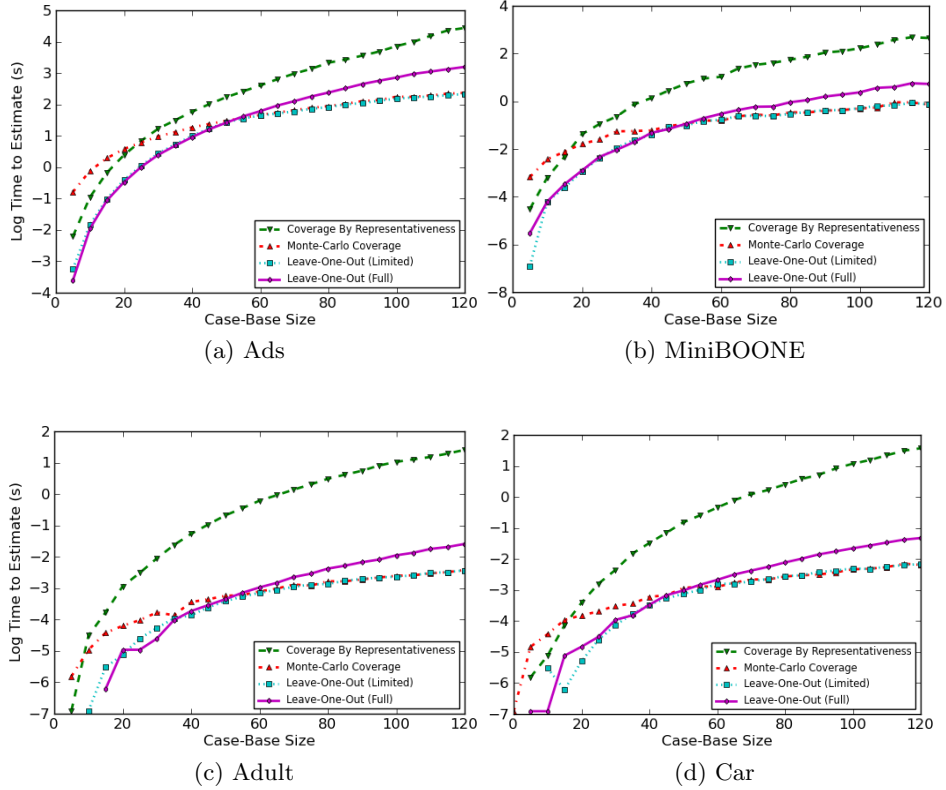 5
4
3
2
1
0
−1
−2
−3
−4
Log Time to Estimate (s)
0 20 40 60 80 100 120
Case-Base Size
Coverage By Representativeness
Monte-Carlo Coverage
Leave-One-Out (Limited)
Leave-One-Out (Full)
(a) Ads
4
2
0
−2
−4
−6
−8
0 20 40 60 80 100 120
Case-Base Size
Coverage By Representativeness
Monte-Carlo Coverage
Leave-One-Out (Limited)
Leave-One-Out (Full)
(b) MiniBOONE
2
1
0
−1
−2
−3
−4
−5
−6
−7
Log Time to Estimate (s)
0 20 40 60 80 100 120
Case-Base Size
Coverage By Representativeness
Monte-Carlo Coverage
Leave-One-Out (Limited)
Leave-One-Out (Full)
(c) Adult
2
1
0
−1
−2
−3
−4
−5
−6
−7
0 20 40 60 80 100 120
Case-Base Size
Coverage By Representativeness
Monte-Carlo Coverage
Leave-One-Out (Limited)
Leave-One-Out (Full)
(d) Car